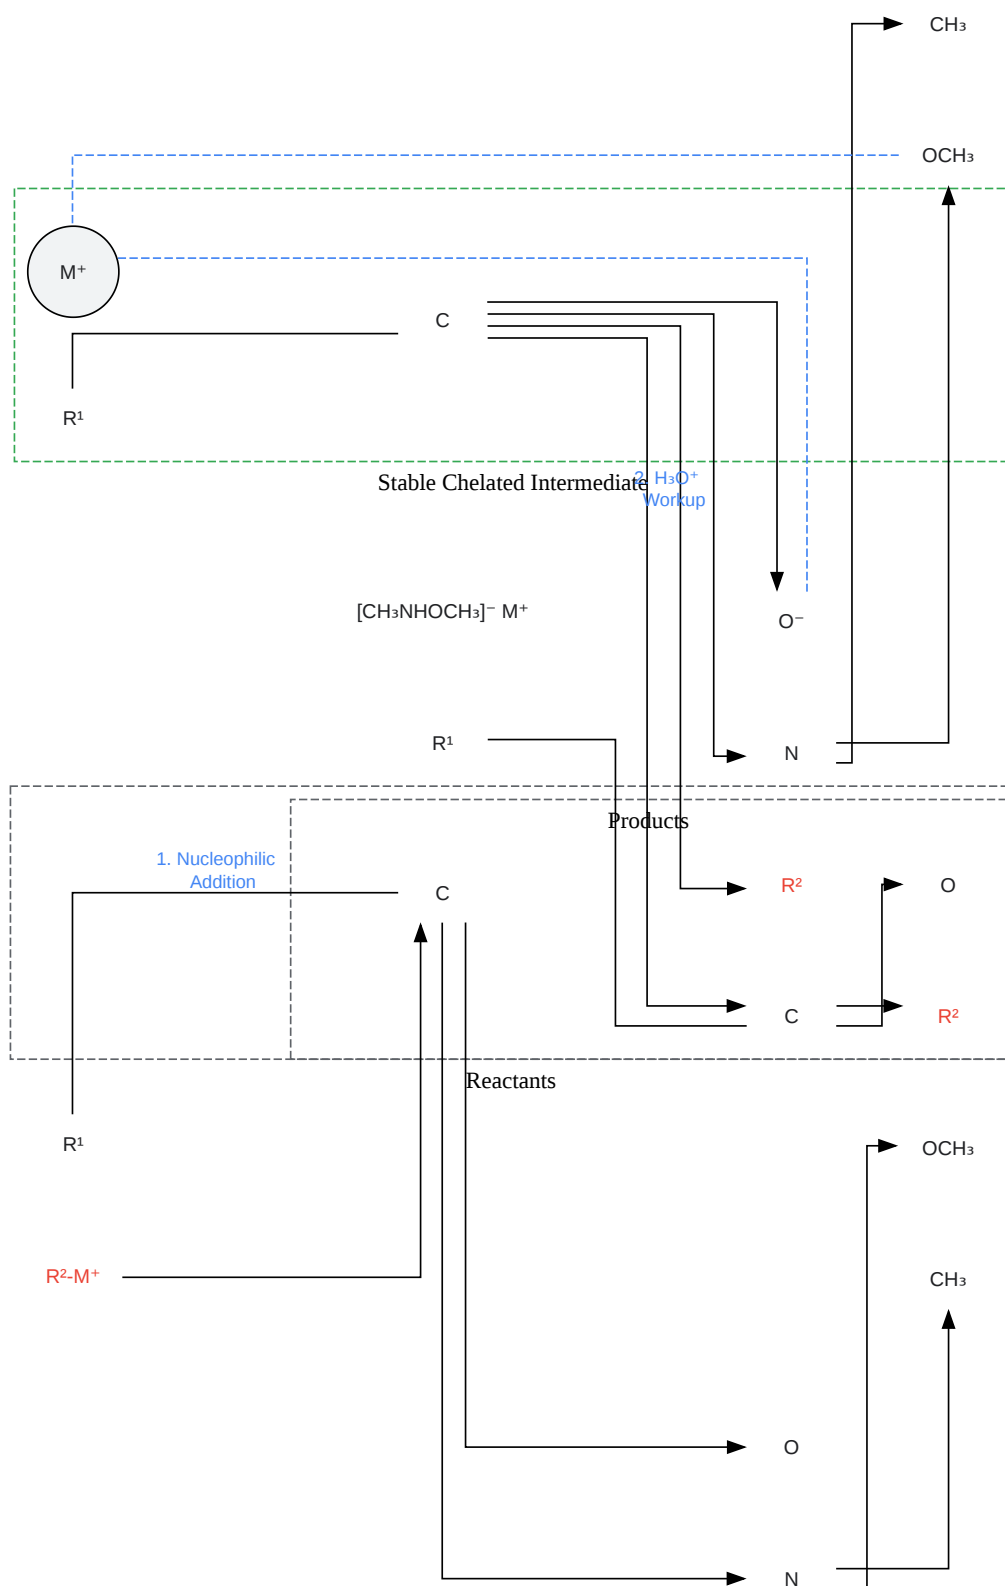 CH₃
OCH₃
M⁺
C
R¹
Stable Chelated Intermediate
2. H₃O⁺
Workup
[CH₃NHOCH₃]⁻ M⁺
O⁻
R¹
N
Products
1. Nucleophilic
Addition
C
R²
O
C
R²
Reactants
R¹
OCH₃
R²-M⁺
CH₃
O
N